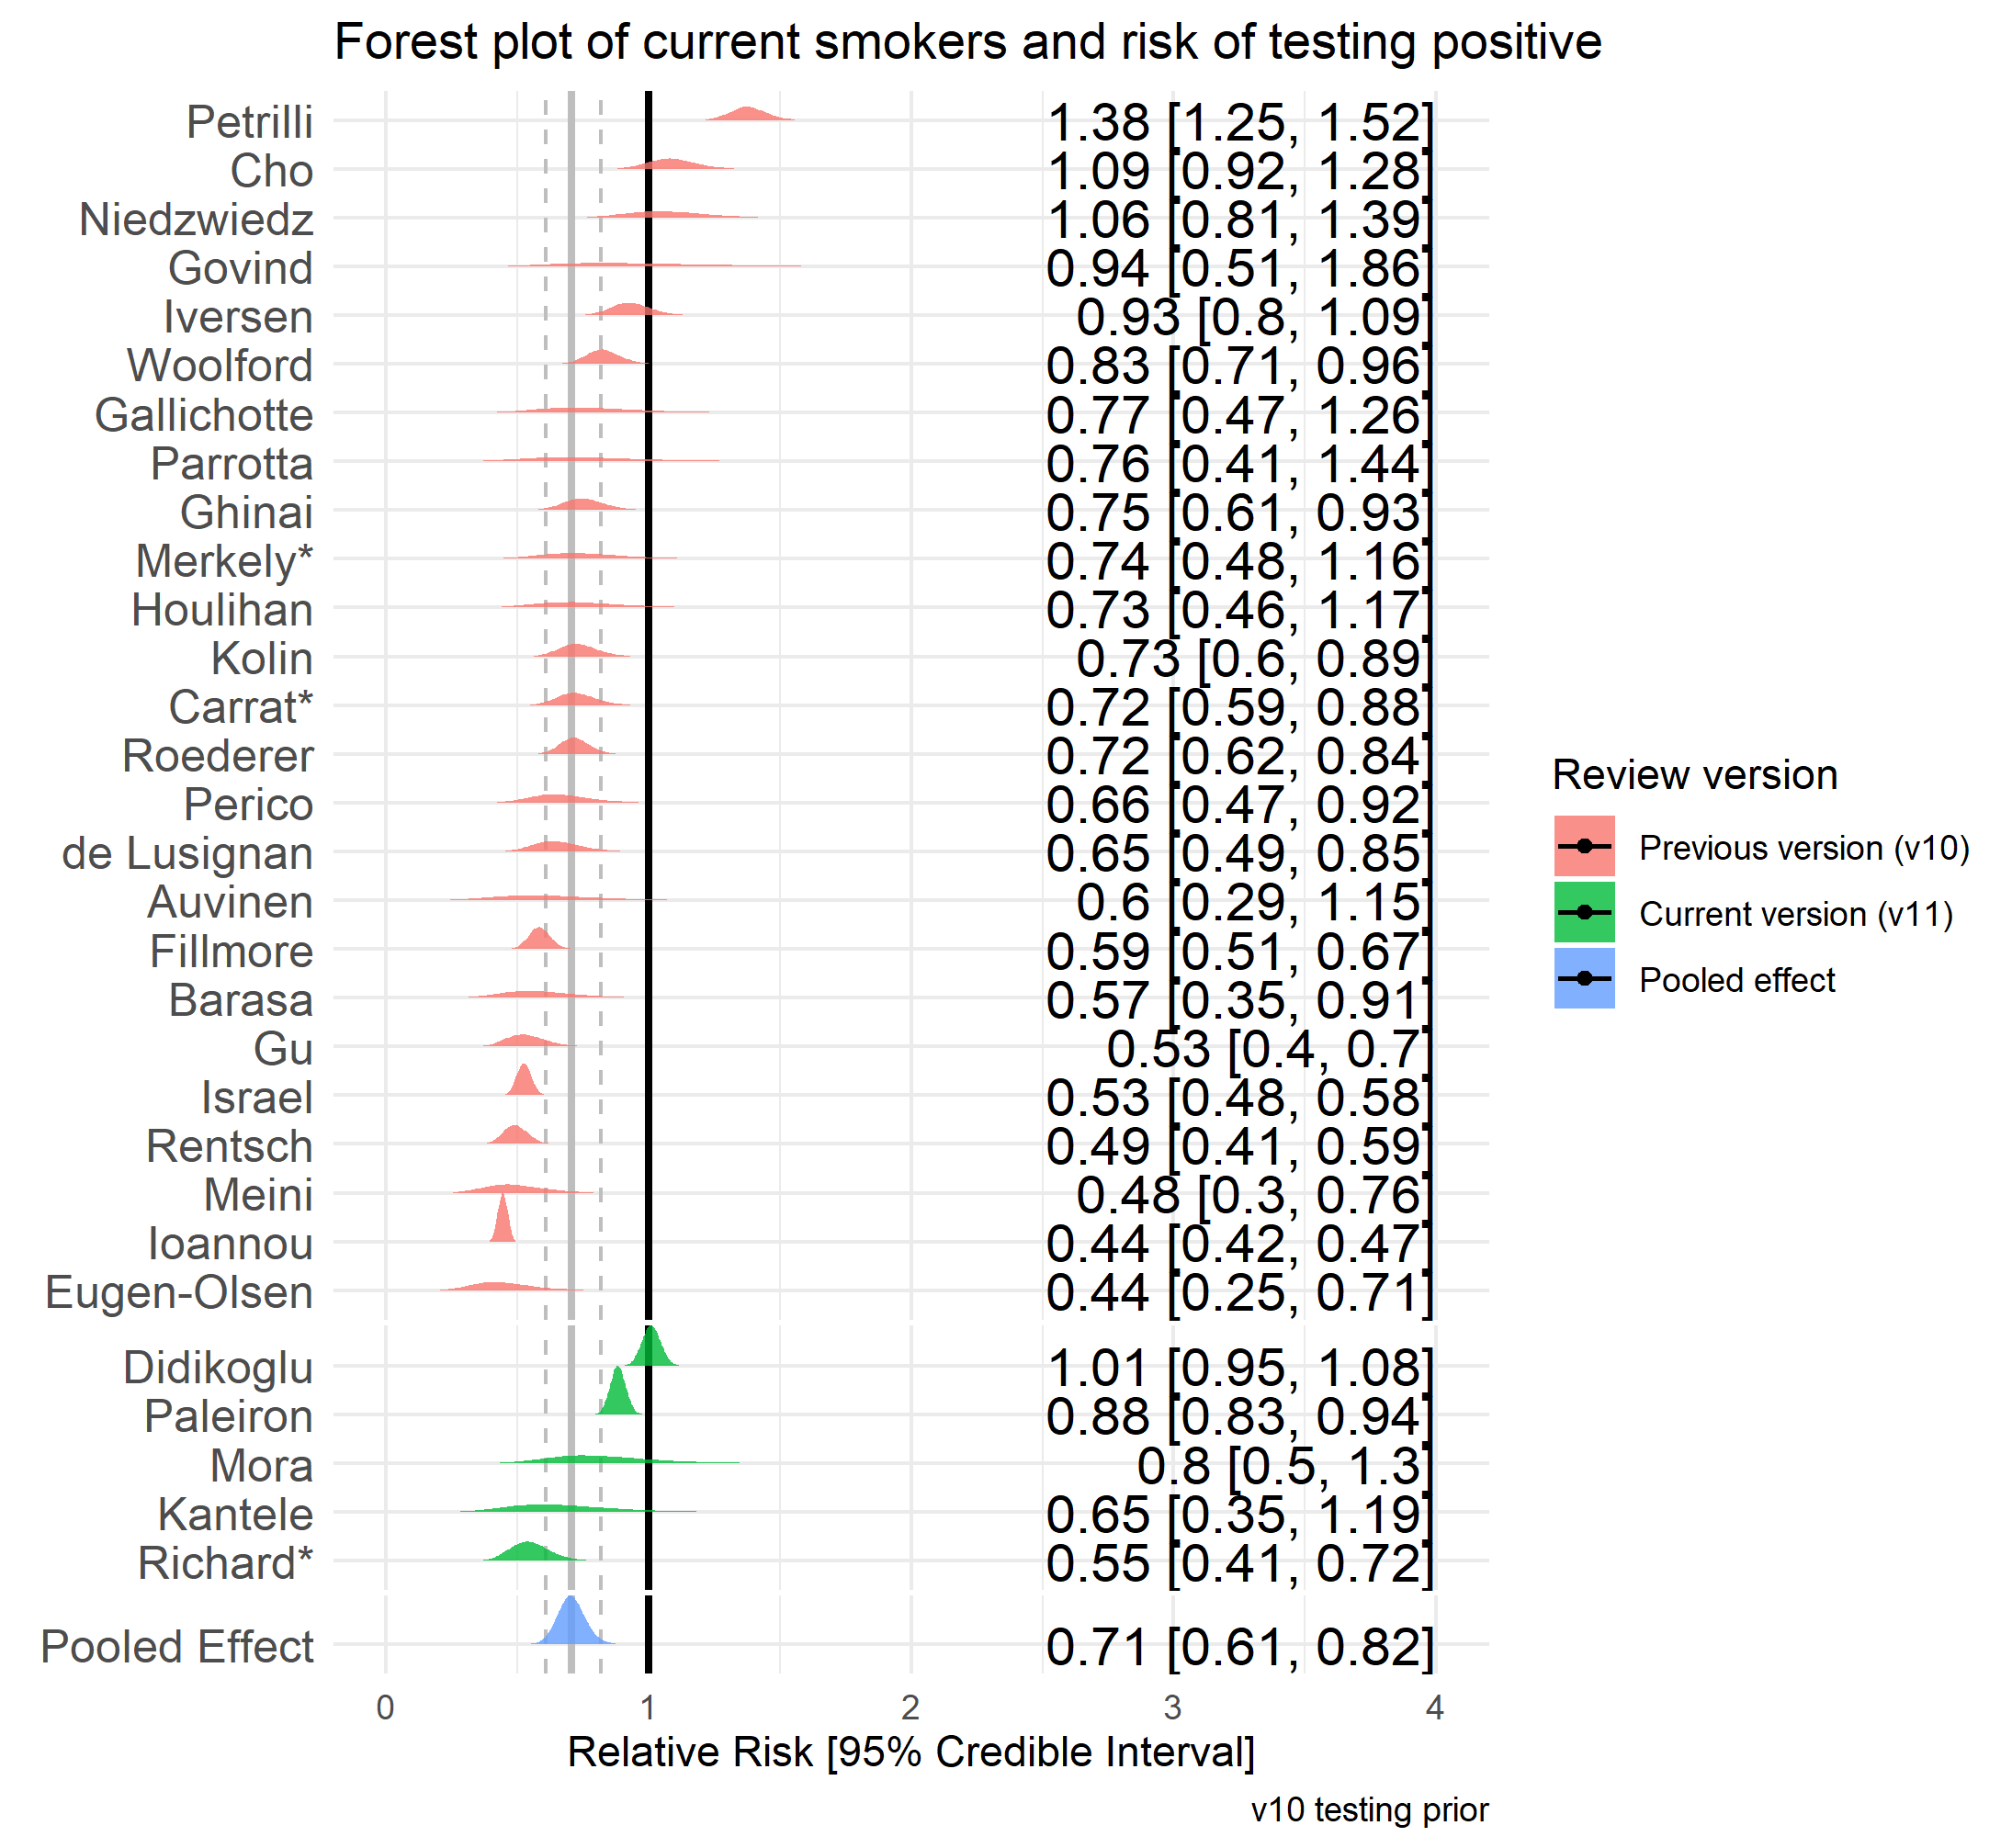 Forest plot of current smokers and risk of testing positive
Petrilli 1.38 [1.25, 1.52]
Cho 1.09 [0.92, 1.28]
Niedzwiedz 1.06 [0.81, 1.39]
Govind 0.94 [0.51, 1.86]
Iversen 0.93 [0.8, 1.09]
Woolford 0.83 [0.71, 0.96]
Gallichotte 0.77 [0.47, 1.26]
Parrotta 0.76 [0.41, 1.44]
Ghinai 0.75 [0.61, 0.93]
Merkely* 0.74 [0.48, 1.16]
Houlihan 0.73 [0.46, 1.17]
Kolin 0.73 [0.6, 0.89]
Carrat* 0.72 [0.59, 0.88]
Roederer 0.72 [0.62, 0.84]
Perico 0.66 [0.47, 0.92]
de Lusignan 0.65 [0.49, 0.85]
Auvinen 0.6 [0.29, 1.15]
Fillmore 0.59 [0.51, 0.67]
Barasa 0.57 [0.35, 0.91]
Gu 0.53 [0.4, 0.7]
Israel 0.53 [0.48, 0.58]
Rentsch 0.49 [0.41, 0.59]
Meini 0.48 [0.3, 0.76]
Ioannou 0.44 [0.42, 0.47]
Eugen-Olsen 0.44 [0.25, 0.71]
Didikoglu 1.01 [0.95, 1.08]
Paleiron 0.88 [0.83, 0.94]
Mora 0.8 [0.5, 1.3]
Kantele 0.65 [0.35, 1.19]
Richard* 0.55 [0.41, 0.72]
Pooled Effect 0.71 [0.61, 0.82]
0 1 2 3 4
Relative Risk [95% Credible Interval]
v10 testing prior
Review version
Previous version (v10)
Current version (v11)
Pooled effect